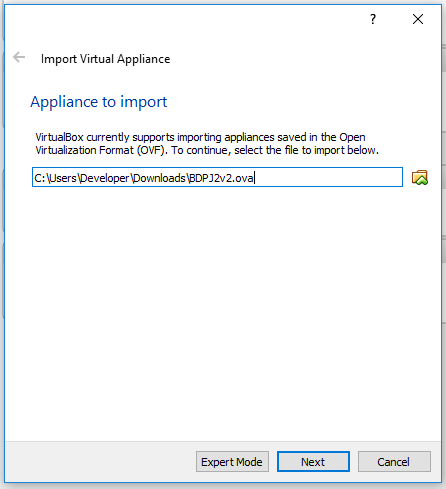 ?
Import Virtual Appliance
Appliance to import
VirtualBox currently supports importing appliances saved in the Open
Virtualization Format (OVF). To continue, select the file to import below.
C:\Users\Developer\Downloads\BDPJ2v2.ova
Expert Mode
Next
Cancel